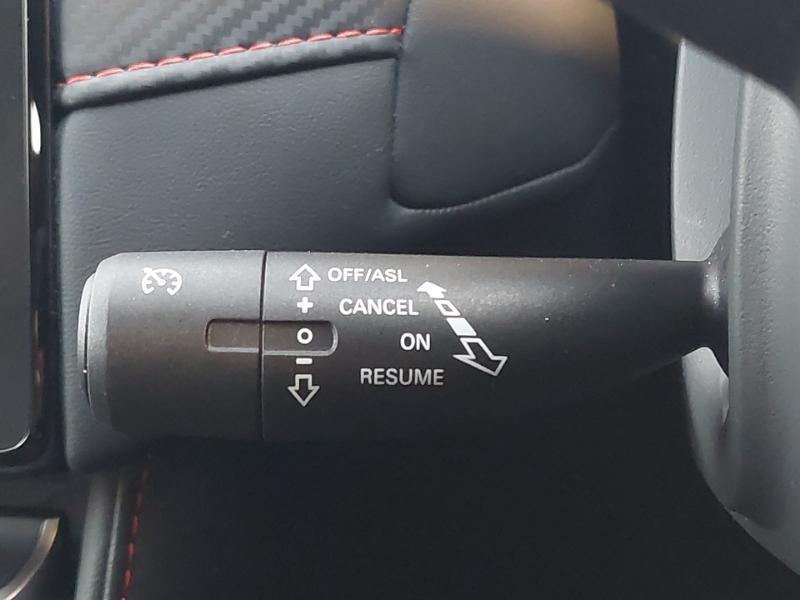 OFF/ASL
+ CANCEL
O ON
- RESUME